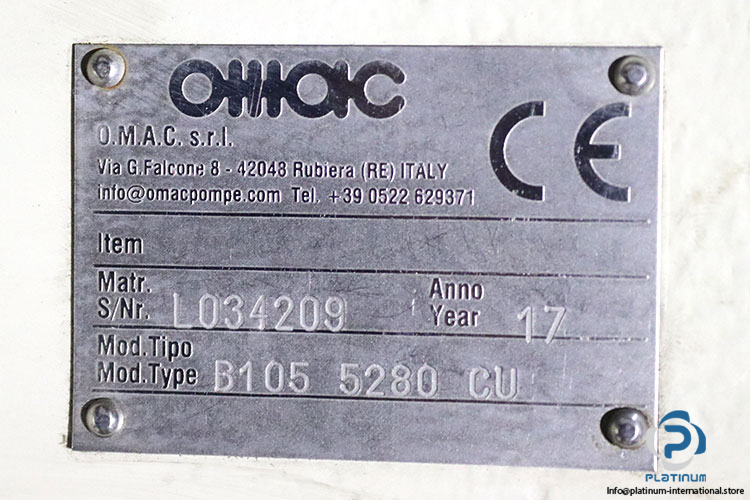 omac
CE
O.M.A.C. s.r.l.
Via G.Falcone 8 - 42048 Rubiera (RE) ITALY
info@omacpompe.com Tel. +39 0522 629371
Item
Matr.
S/Nr. L034209
Anno
Year 17
Mod.Tipo
Mod.Type B105 5280 CU
PLATINUM
Info@platinum-international.store